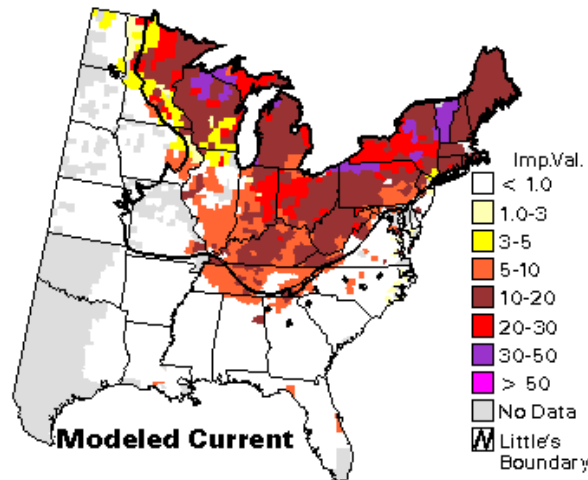 Imp.Val.
< 1.0
1.0-3
3-5
5-10
10-20
20-30
30-50
> 50
No Data
Little's
Boundary
Modeled Current